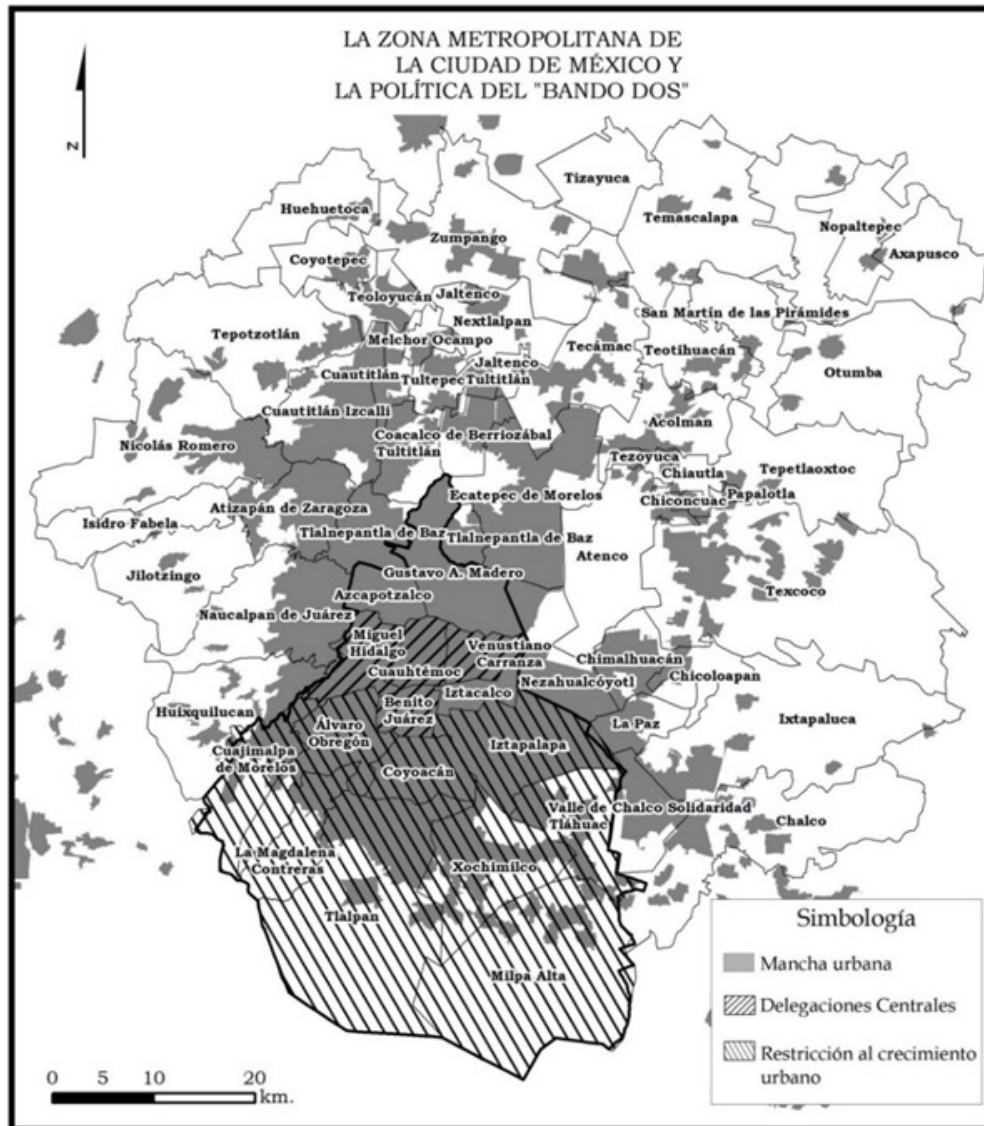 LA ZONA METROPOLITANA DE
LA CIUDAD DE MÉXICO Y
LA POLÍTICA DEL "BANDO DOS"
N
Tizayuca
Huehuetoca
Temascalapa
Nopaltepec
Zumpango
Axapusco
Coyotepec
Teoloyucán
Jaltenco
Nextlalpan
San Martín de las Pirámides
Tepotzotlán
Melchor Ocampo
Tecámac
Teotihuacán
Jaltenco
Otumba
Cuautitlán
Tultepec
Tultitlán
Cuautitlán Izcalli
Acolman
Coacalco de Berriozábal
Nicolás Romero
Tultitlán
Tezoyuca
Chiautla
Tepetlaoxtoc
Ecatepec de Morelos
Chiconcuac
Papalotla
Atizapán de Zaragoza
Isidro Fabela
Tlalnepantla de Baz
Tlalnepantla de Baz
Atenco
Jilotzingo
Gustavo A. Madero
Texcoco
Azcapotzalco
Naucalpan de Juárez
Miguel
Hidalgo
Venustiano
Carranza
Cuauhtémoc
Chimalhuacán
Nezahualcóyotl
Chicoloapan
Iztacalco
Benito
Juárez
Huixquilucan
Álvaro
Obregón
La Paz
Ixtapaluca
Iztapalapa
Cuajimalpa
de Morelos
Coyoacán
Valle de Chalco Solidaridad
Tláhuac
Chalco
La Magdalena
Contreras
Xochimilco
Tlalpan
Milpa Alta
Simbología
Mancha urbana
Delegaciones Centrales
Restricción al crecimiento
urbano
0 5 10 20
km.